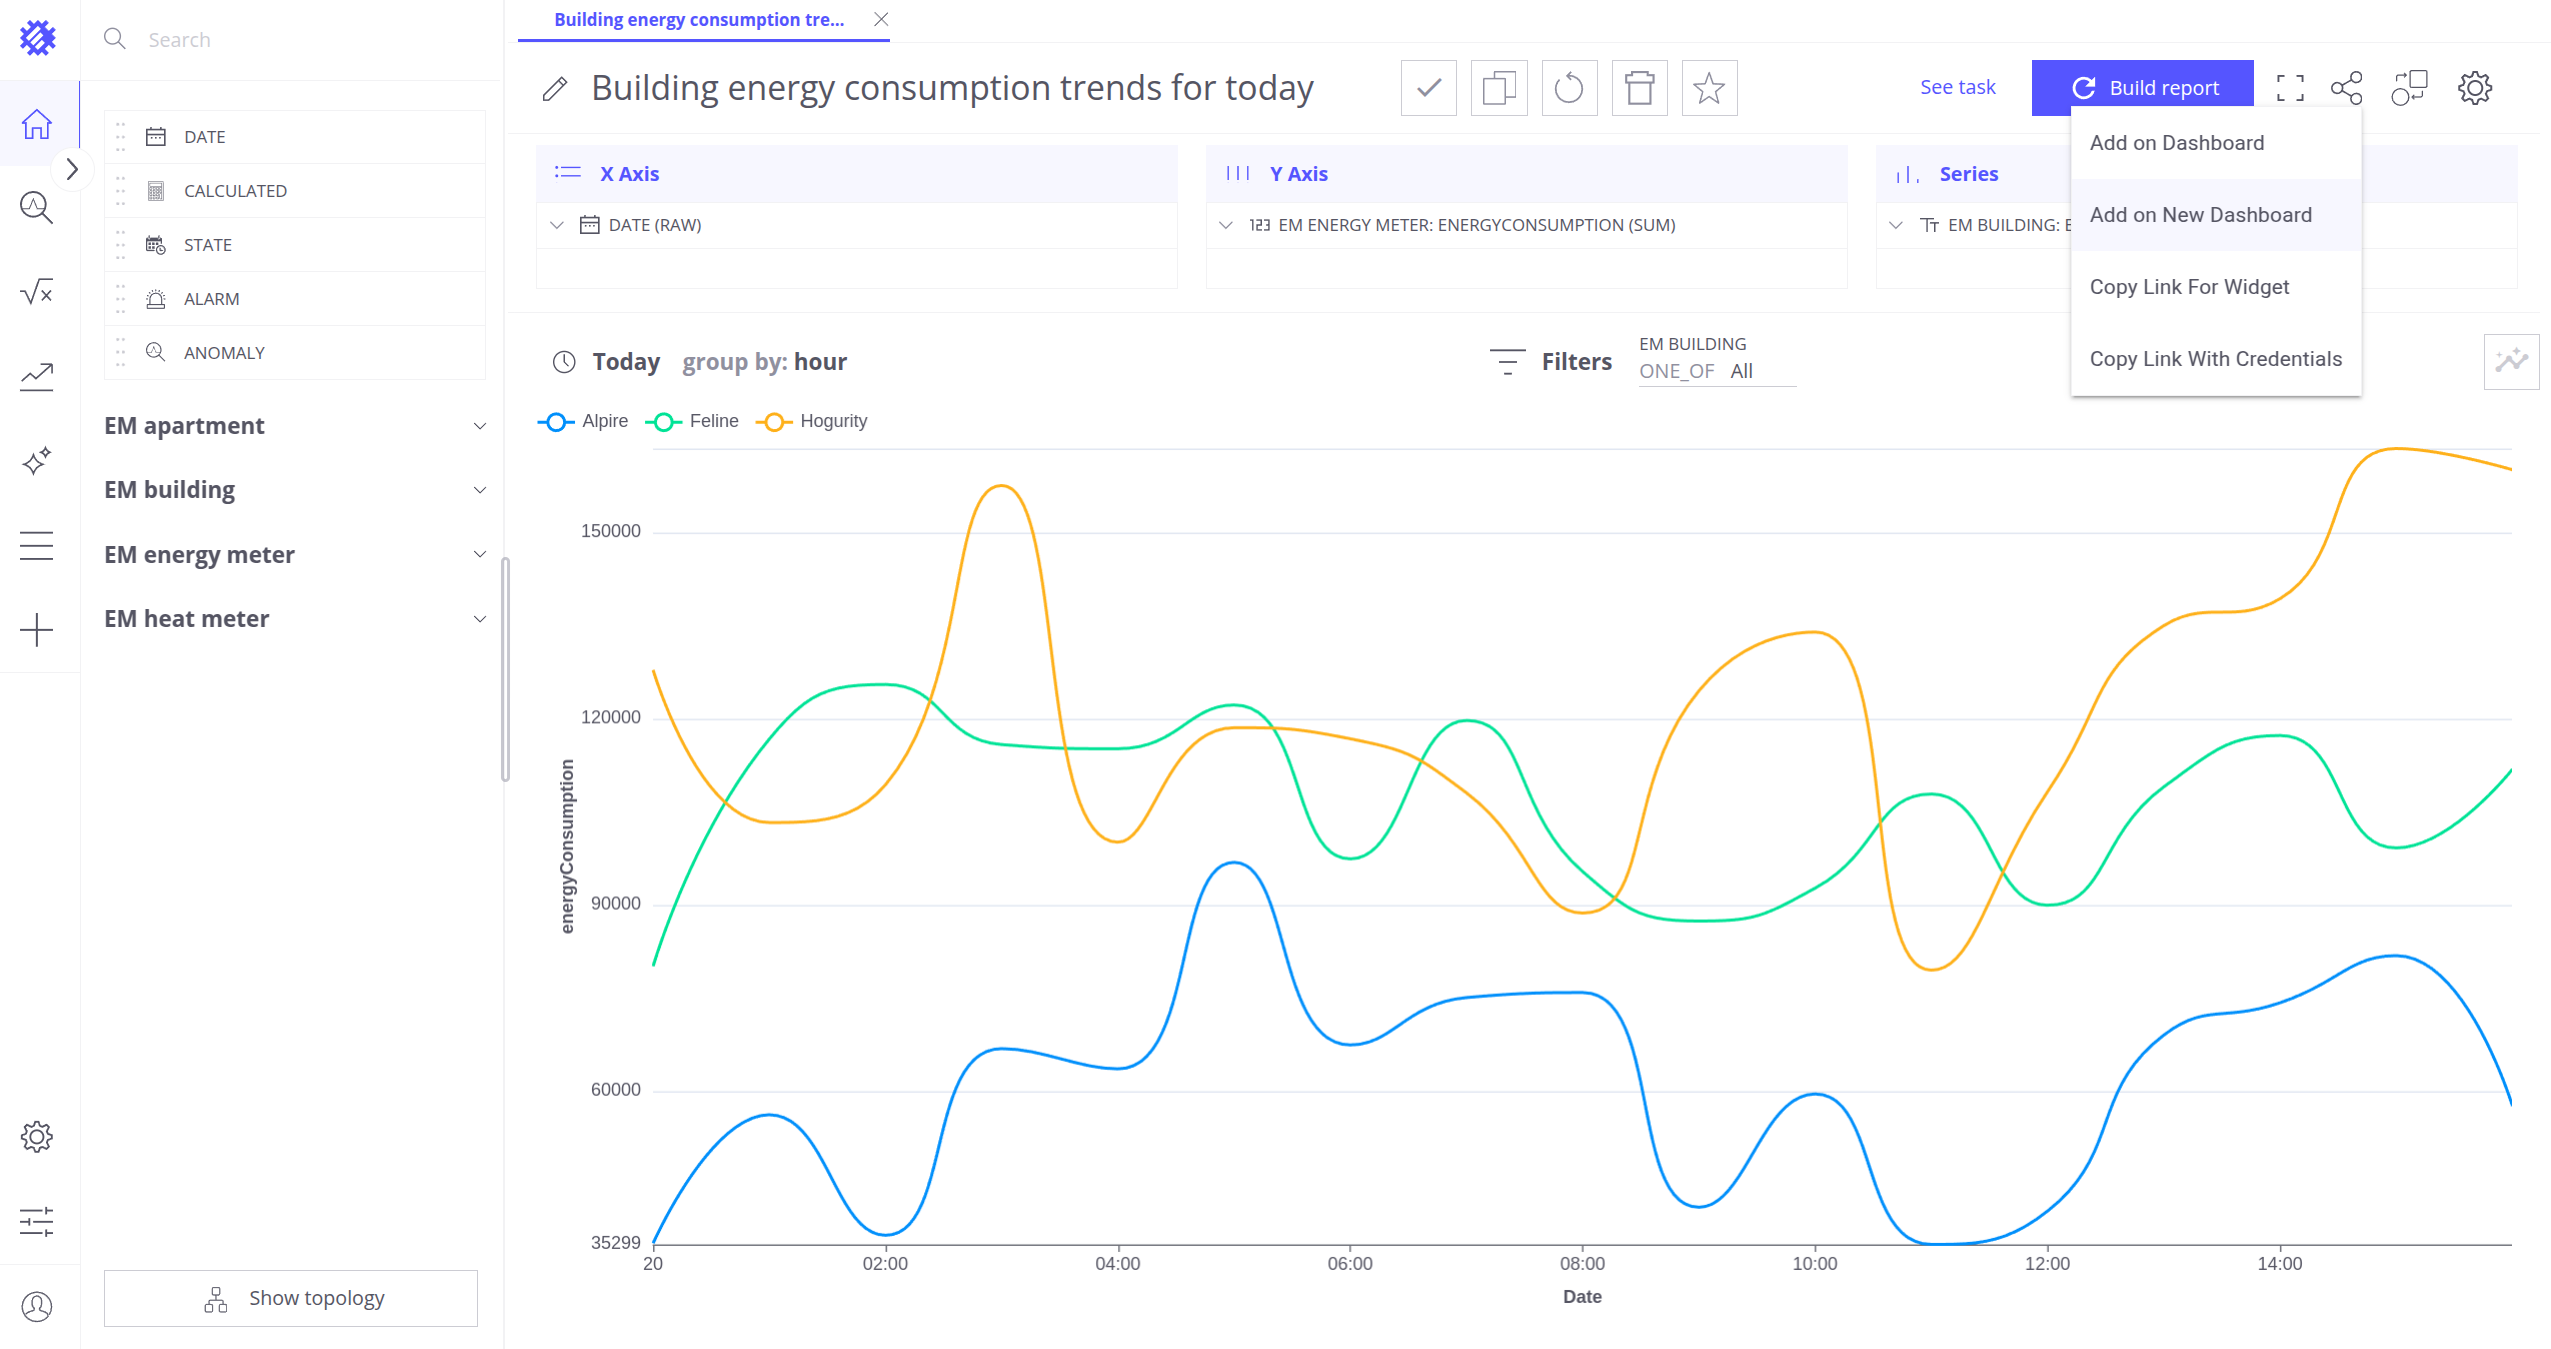 Building energy consumption tre...
Search
Building energy consumption trends for today
See task
Build report
Add on Dashboard
Add on New Dashboard
Copy Link For Widget
Copy Link With Credentials
DATE
CALCULATED
STATE
ALARM
ANOMALY
EM apartment
EM building
EM energy meter
EM heat meter
Show topology
X Axis
DATE (RAW)
Y Axis
123 EM ENERGY METER: ENERGYCONSUMPTION (SUM)
Series
EM BUILDING:
Today group by: hour
Filters
EM BUILDING
ONE_OF All
Alpire Feline Hogurity
150000
120000
90000
60000
35299
energyConsumption
20 02:00 04:00 06:00 08:00 10:00 12:00 14:00
Date